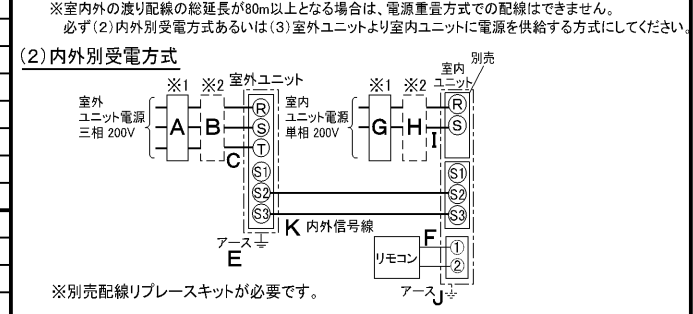 ※室内外の渡り配線の総延長が80m以上となる場合は、電源重畳方式での配線はできません。
必ず(2)内外別受電方式あるいは(3)室外ユニットより室内ユニットに電源を供給する方式にしてください。
(2)内外別受電方式
※1 ※2 室外ユニット
室外
ユニット電源
三相 200V
A B C
R
S
T
S1
S2
S3
アース
E
※1 ※2 室内
ユニット
別売
室内
ユニット電源
単相 200V
G H I
R
S
S1
S2
S3
K 内外信号線
リモコン
F
①
②
アース J
※別売配線リプレースキットが必要です。